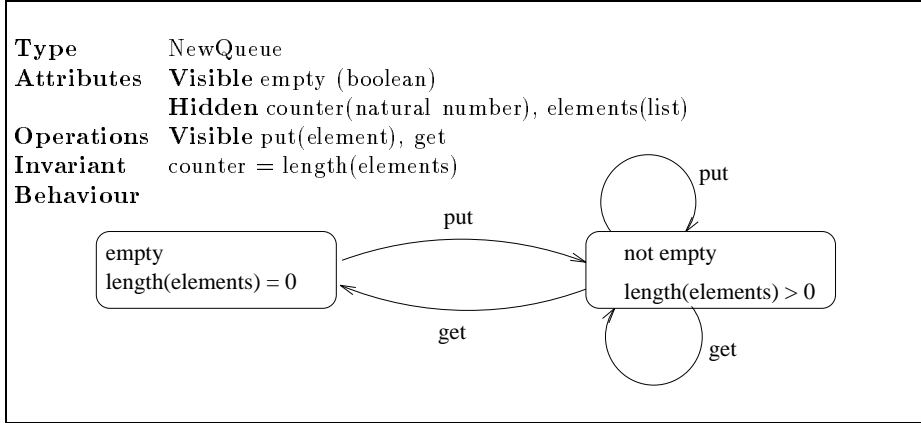 Type NewQueue
Attributes Visible empty (boolean)
Hidden counter(natural number), elements(list)
Operations Visible put(element), get
Invariant counter = length(elements)
Behaviour
put
put
empty
length(elements) = 0
not empty
length(elements) > 0
get
get